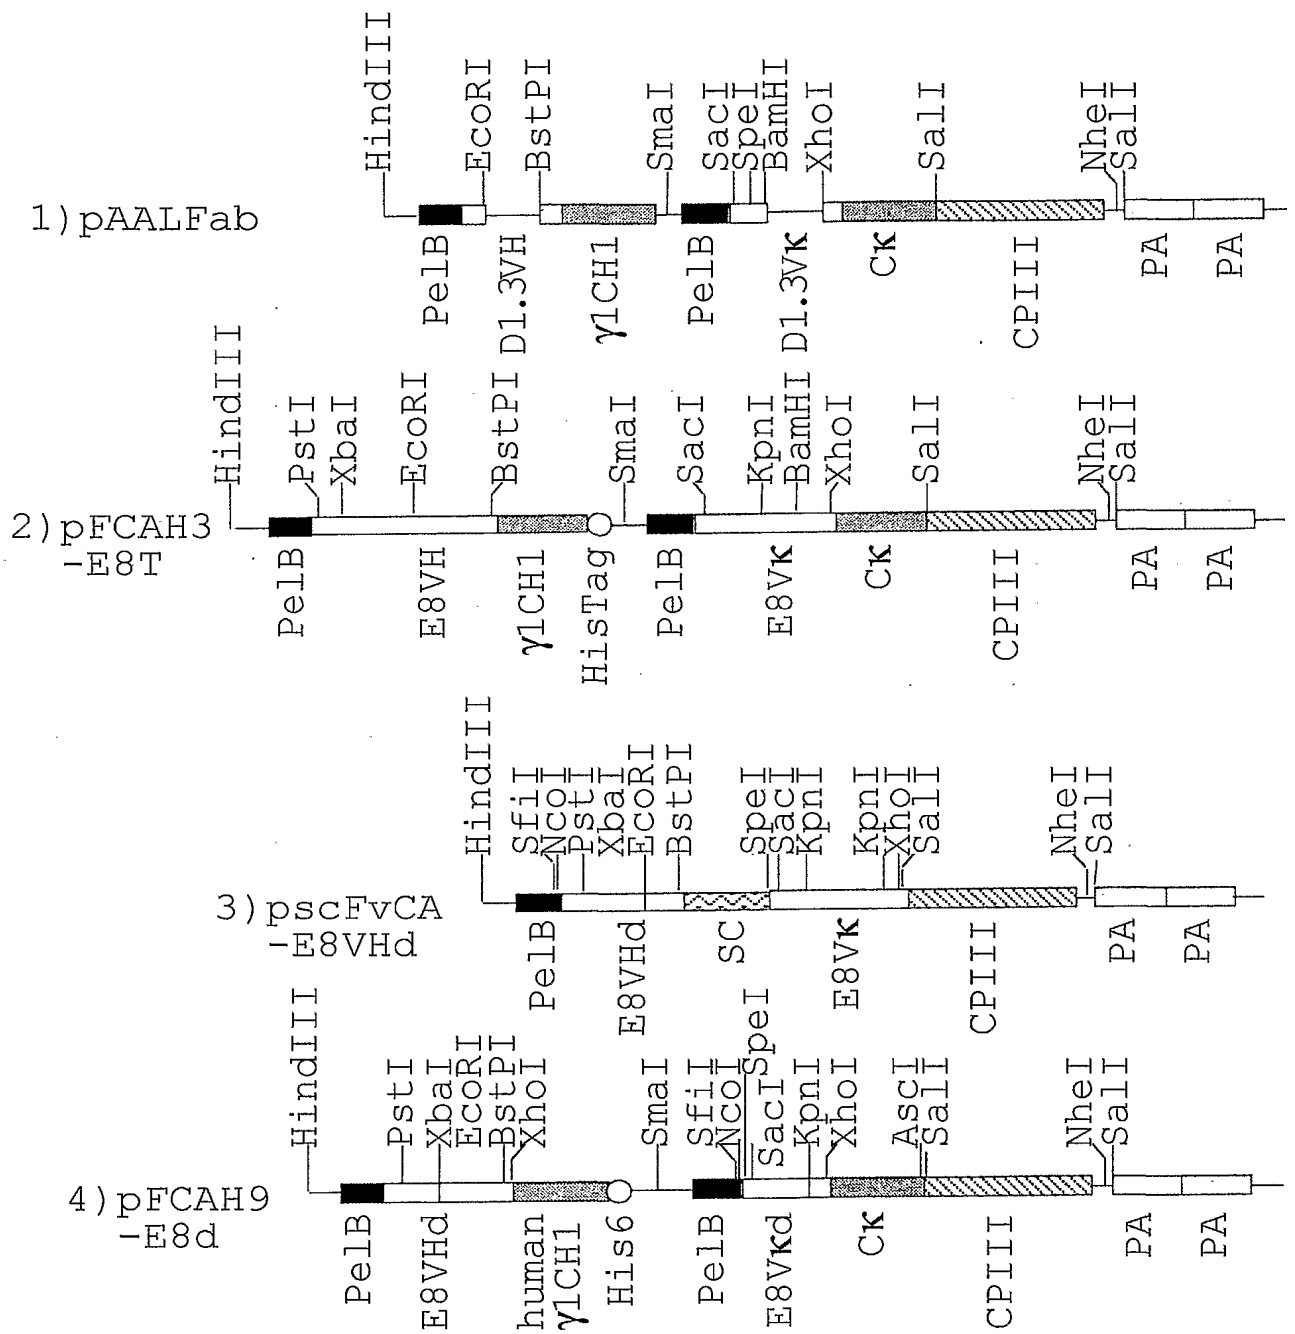 1) pAALFab
HindIII
EcoRI
BstPI
SmaI
SacI
SpeI
BamHI
XhoI
SalI
NheI
SalI
PelB
D1.3VH
γ1CH1
PelB
D1.3Vκ
Cκ
CPIII
PA
PA
2) pFCAH3
-E8T
HindIII
PstI
XbaI
EcoRI
BstPI
SmaI
SacI
KpnI
BamHI
XhoI
SalI
NheI
SalI
PelB
E8VH
γ1CH1
HisTag
PelB
E8Vκ
Cκ
CPIII
PA
PA
3) pscFvCA
-E8VHd
HindIII
SfiI
NcoI
PstI
XbaI
EcoRI
BstPI
SpeI
SacI
KpnI
KpnI
XhoI
SalI
NheI
SalI
PelB
E8VHd
SC
E8Vκ
CPIII
PA
PA
4) pFCAH9
-E8d
HindIII
PstI
XbaI
EcoRI
BstPI
XhoI
SmaI
SfiI
NcoI
SpeI
SacI
KpnI
XhoI
AscI
SalI
NheI
SalI
PelB
E8VHd
human
γ1CH1
His6
PelB
E8Vκd
Cκ
CPIII
PA
PA